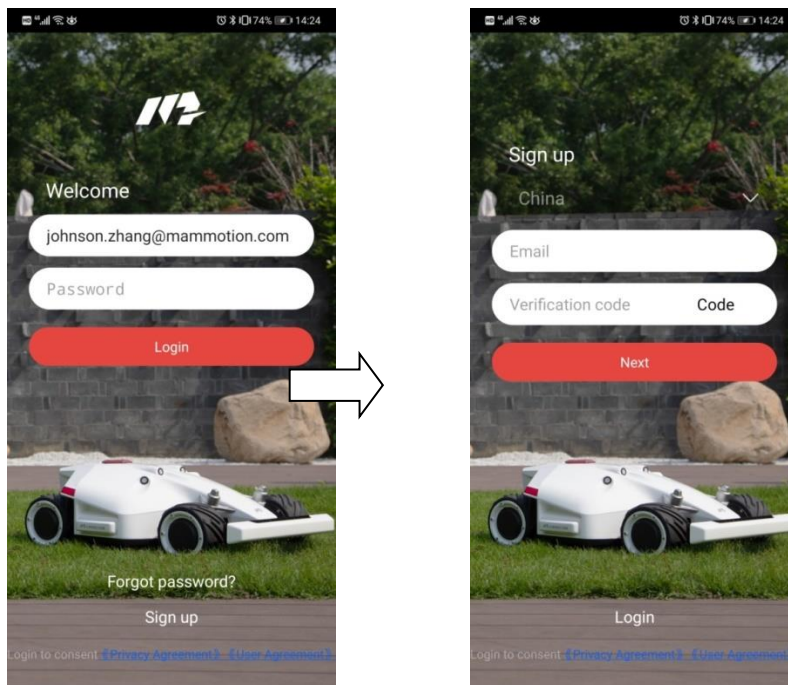 74% 14:24
Welcome
johnson.zhang@mammotion.com
Password
Login
Forgot password?
Sign up
Login to consent 《Privacy Agreement》 《User Agreement》
74% 14:24
Sign up
China
Email
Verification code Code
Next
Login
Login to consent 《Privacy Agreement》 《User Agreement